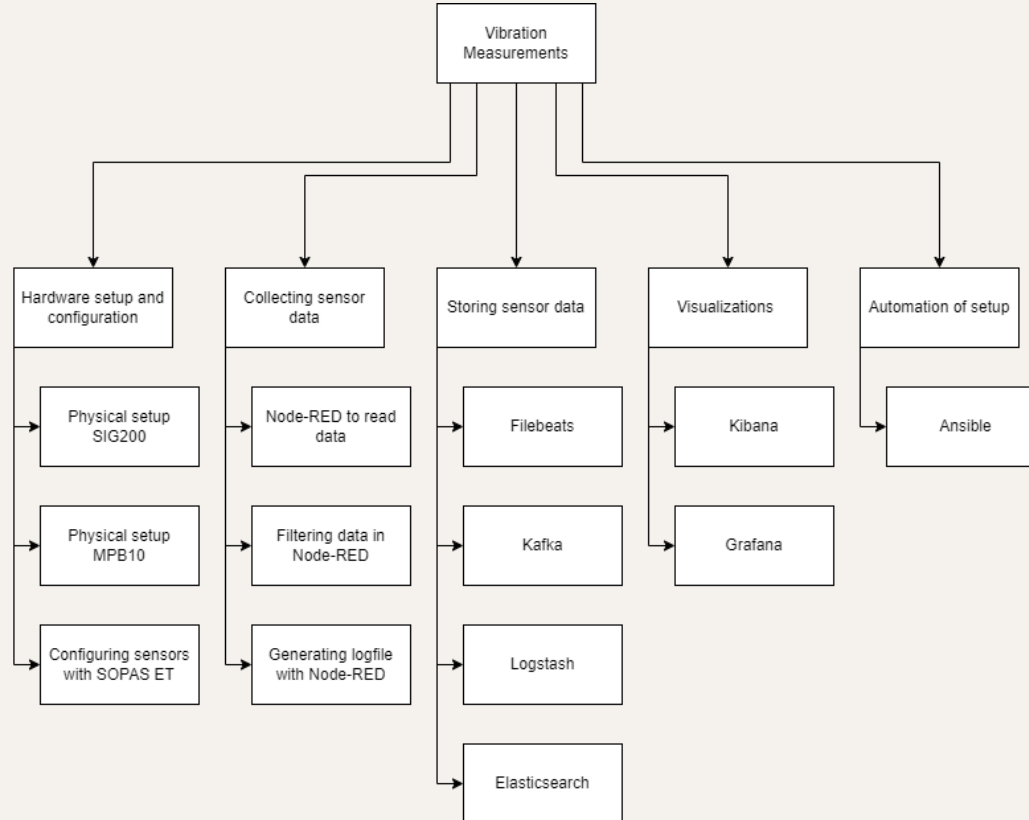 Vibration
Measurements
Hardware setup and
configuration
Collecting sensor
data
Storing sensor data
Visualizations
Automation of setup
Physical setup
SIG200
Node-RED to read
data
Filebeats
Kibana
Ansible
Physical setup
MPB10
Filtering data in
Node-RED
Kafka
Grafana
Configuring sensors
with SOPAS ET
Generating logfile
with Node-RED
Logstash
Elasticsearch